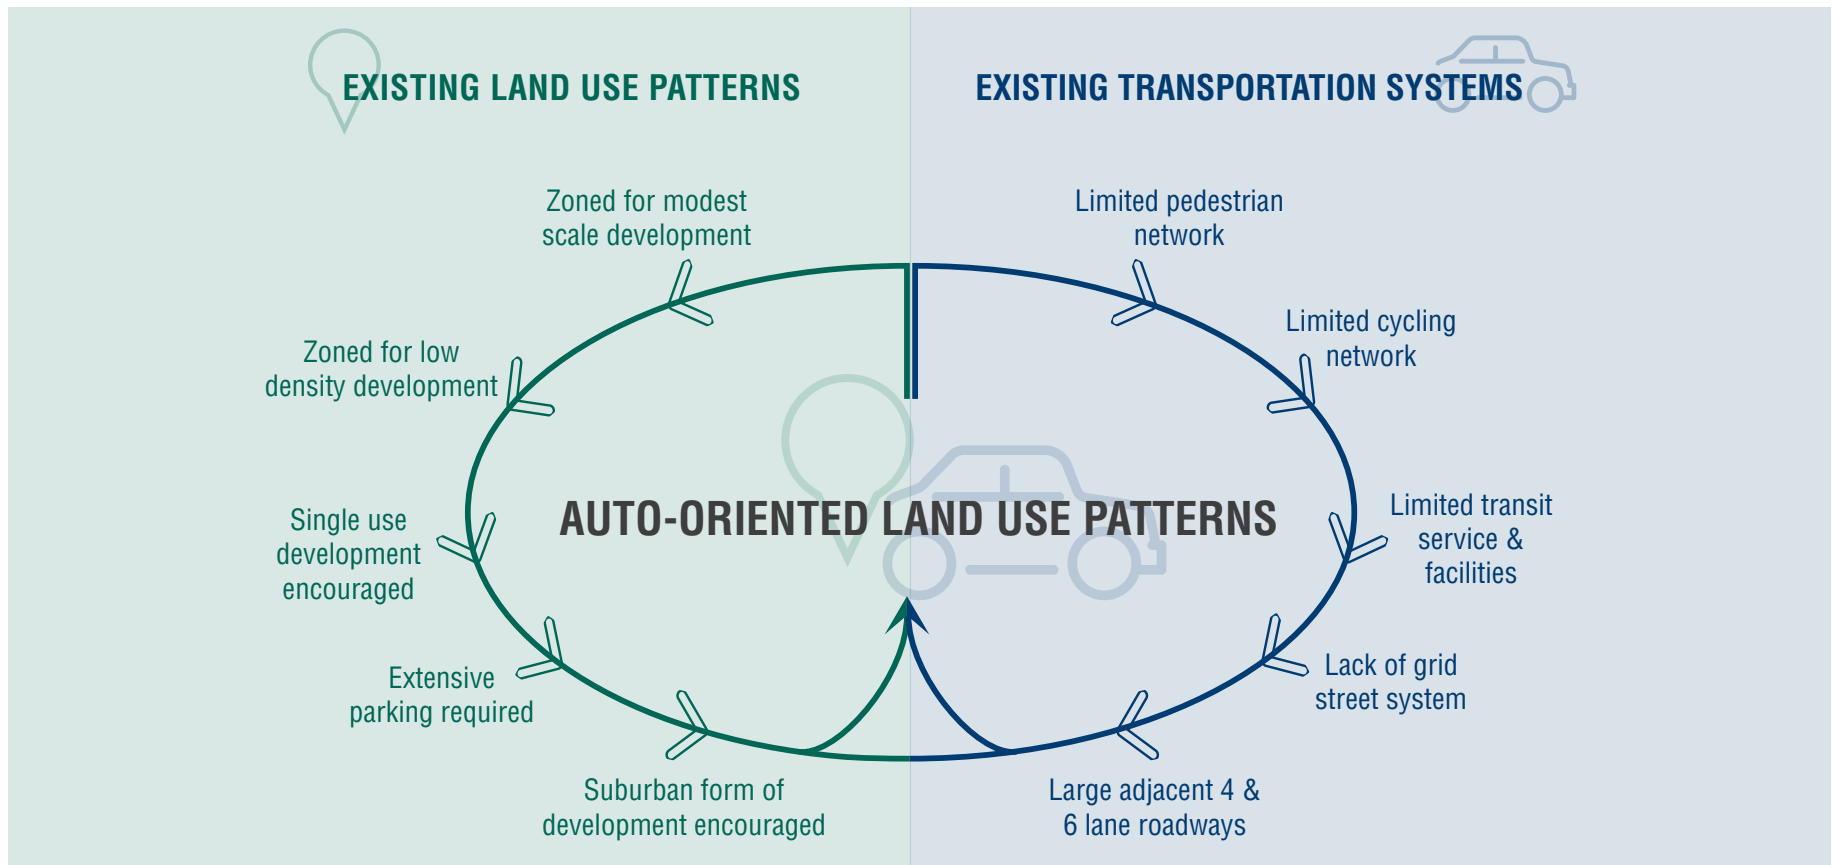 EXISTING LAND USE PATTERNS
Zoned for modest
scale development
Zoned for low
density development
Single use
development
encouraged
Extensive
parking required
Suburban form of
development encouraged
EXISTING TRANSPORTATION SYSTEMS
Limited pedestrian
network
Limited cycling
network
Limited transit
service &
facilities
Lack of grid
street system
Large adjacent 4 &
6 lane roadways
AUTO-ORIENTED LAND USE PATTERNS